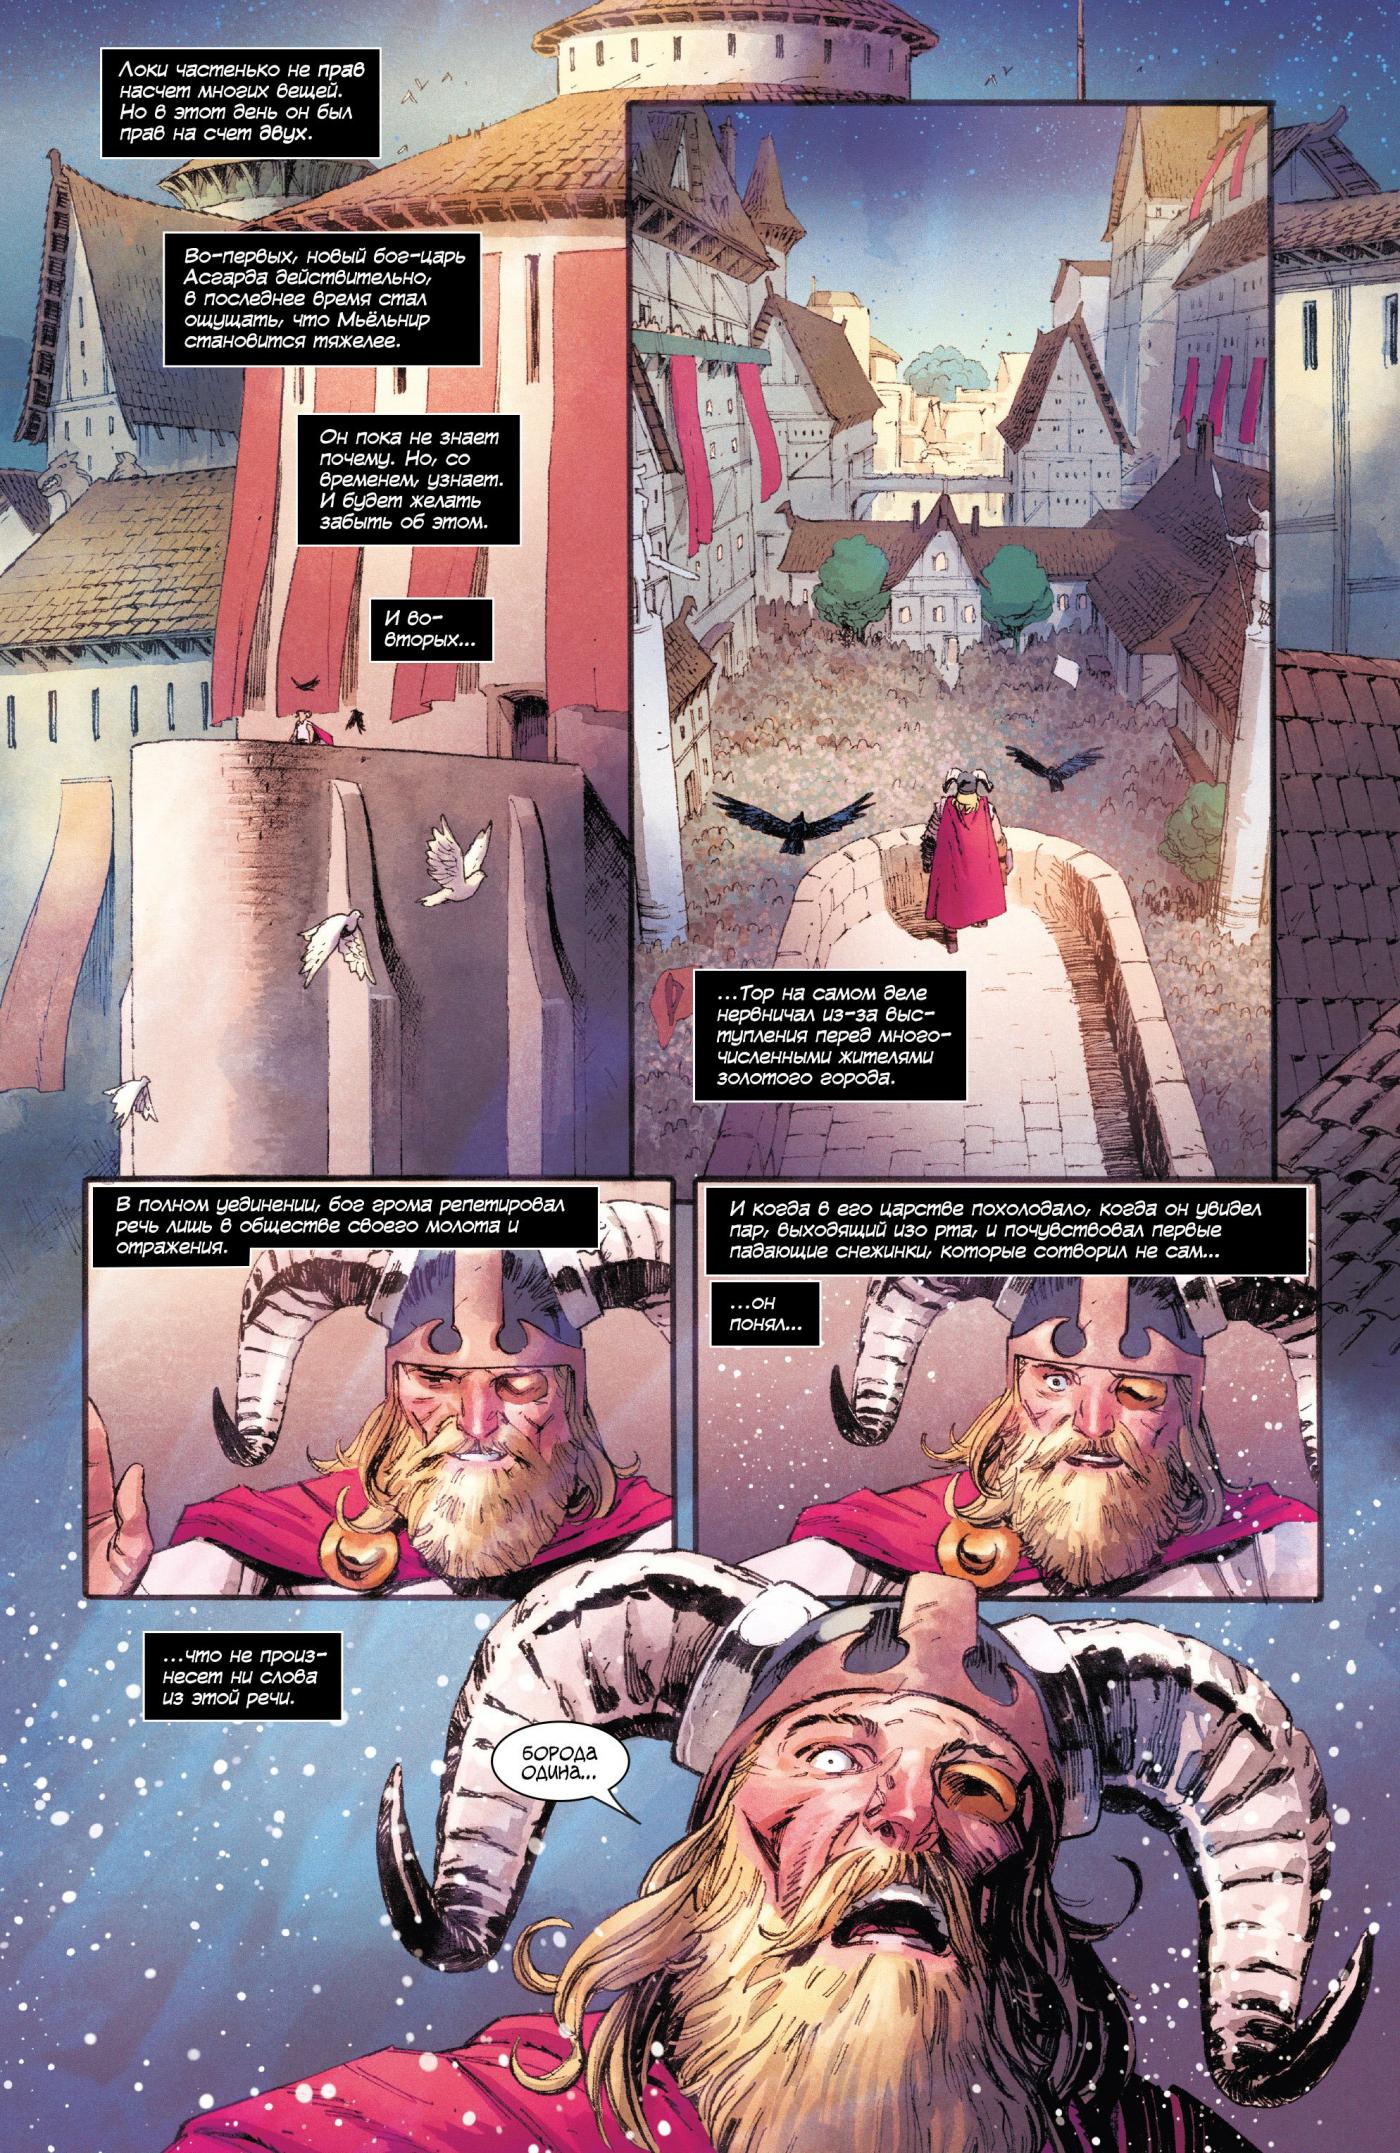 Локи частенько не прав
насчет многих вещей.
Но в этот день он был
прав на счет двух.
Во-первых, новый бог-царь
Асгарда действительно,
в последнее время стал
ощущать, что Мьёльнир
становится тяжелее.
Он пока не знает
почему. Но, со
временем, узнает.
И будет желать
забыть об этом.
И во-
вторых...
...Тор на самом деле
нервничал из-за выс-
тупления перед много-
численными жителями
золотого города.
В полном уединении, бог грома репетировал
речь лишь в обществе своего молота и
отражения.
И когда в его царстве похолодало, когда он увидел
пар, выходящий изо рта, и почувствовал первые
падающие снежинки, которые сотворил не сам...
...он
понял...
...что не произ-
несет ни слова
из этой речи.
БОРОДА
ОДИНА...